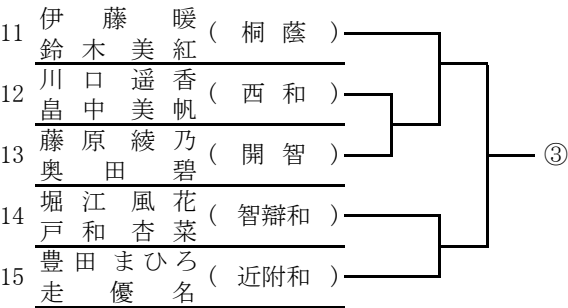 伊藤暖
11 ( 桐蔭 )
鈴木美紅
川口遥香
12 ( 西和 )
畠中美帆
藤原綾乃
13 ( 開智 )
奥田碧
③
堀江風花
14 ( 智辯和 )
戸和杏菜
豊田まひろ
15 ( 近附和 )
走優名